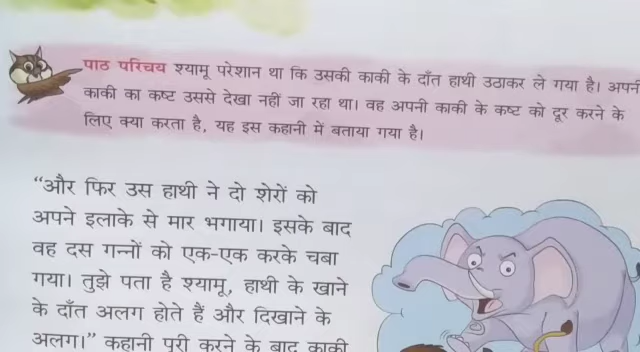 पाठ परिचय श्यामू परेशान था कि उसकी काकी के दाँत हाथी उठाकर ले गया है। अपनी
काकी का कष्ट उससे देखा नहीं जा रहा था। वह अपनी काकी के कष्ट को दूर करने के
लिए क्या करता है, यह इस कहानी में बताया गया है।
“और फिर उस हाथी ने दो शेरों को
अपने इलाके से मार भगाया। इसके बाद
वह दस गन्नों को एक-एक करके चबा
गया। तुझे पता है श्यामू, हाथी के खाने
के दाँत अलग होते हैं और दिखाने के
अलग।” कहानी पूरी करने के बाद काकी